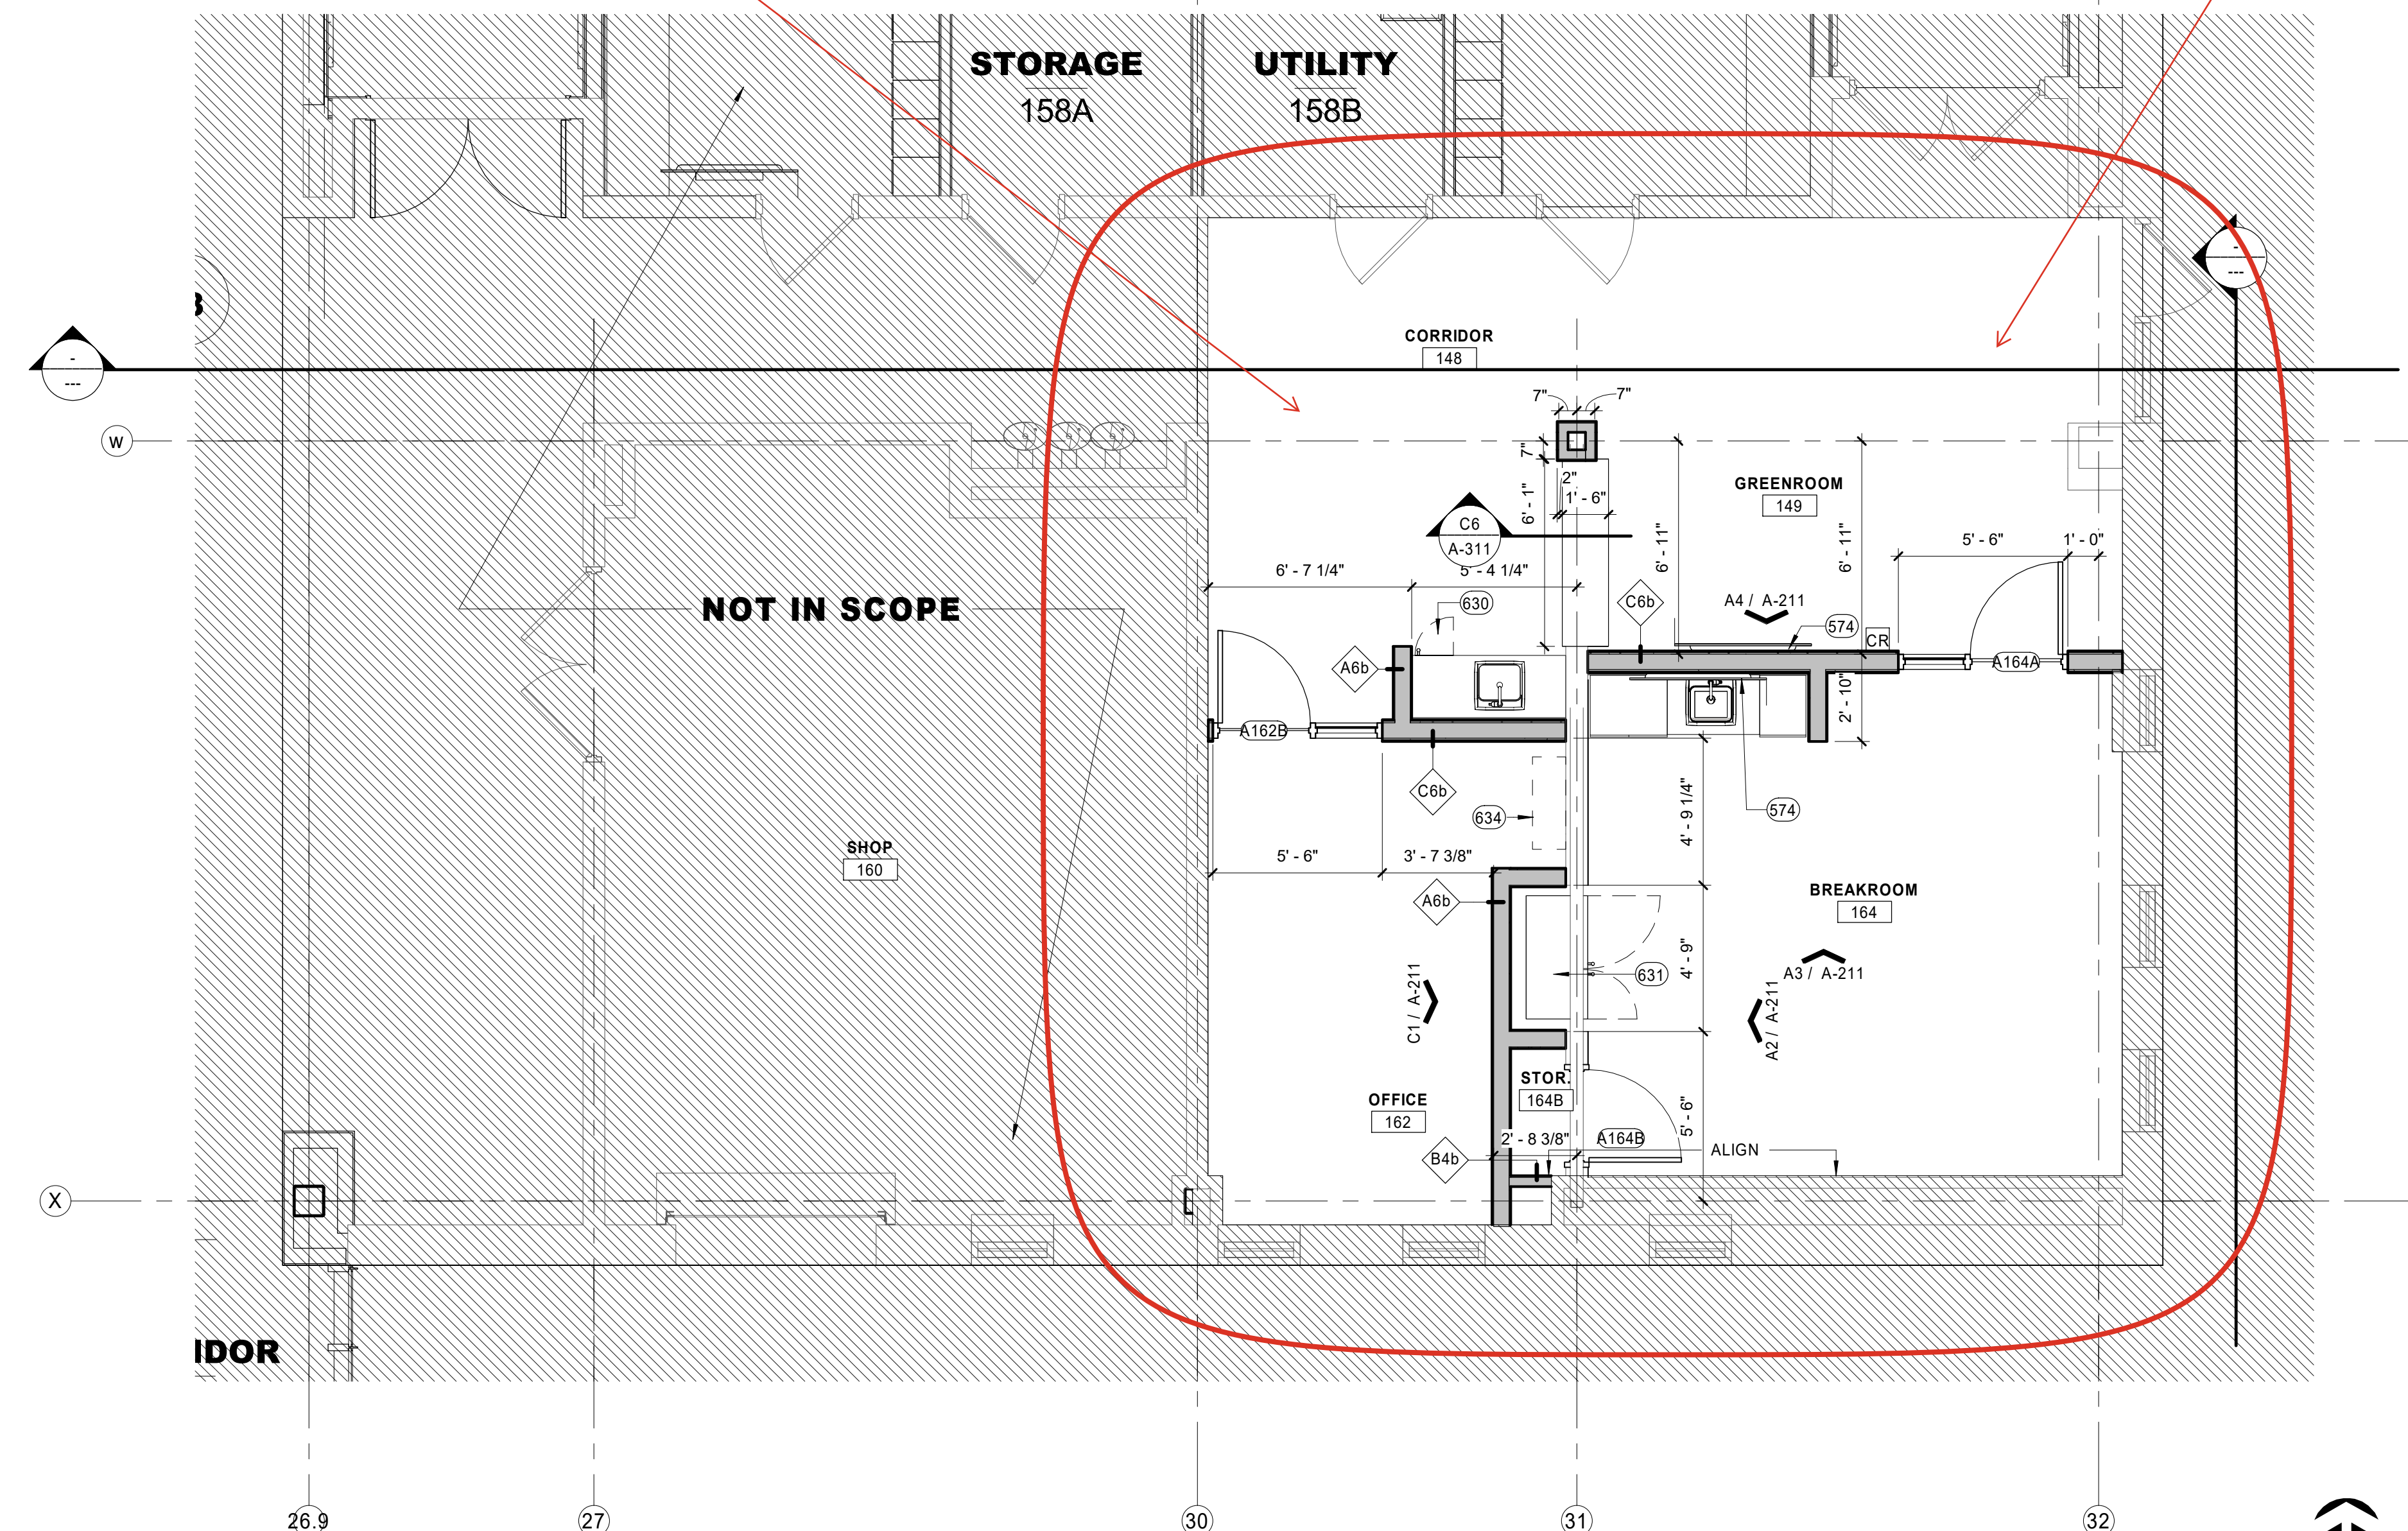 STORAGE
158A
UTILITY
158B
-
---
-
---
CORRIDOR
148
W
7"
7"
7"
2"
1' - 6"
6' - 1"
GREENROOM
149
C6
A-311
6' - 11"
6' - 11"
5' - 6"
1' - 0"
6' - 7 1/4"
5' - 4 1/4"
NOT IN SCOPE
630
C6b
A4 / A-211
574
CR
A6b
A164A
2' - 10"
A162B
C6b
634
574
4' - 9 1/4"
SHOP
160
5' - 6"
3' - 7 3/8"
A6b
BREAKROOM
164
631
4' - 9"
A3 / A-211
C1 / A-211
A2 / A-211
STOR.
164B
OFFICE
162
5' - 6"
2' - 8 3/8"
A164B
ALIGN
B4b
X
IDOR
26.9
27
30
31
32